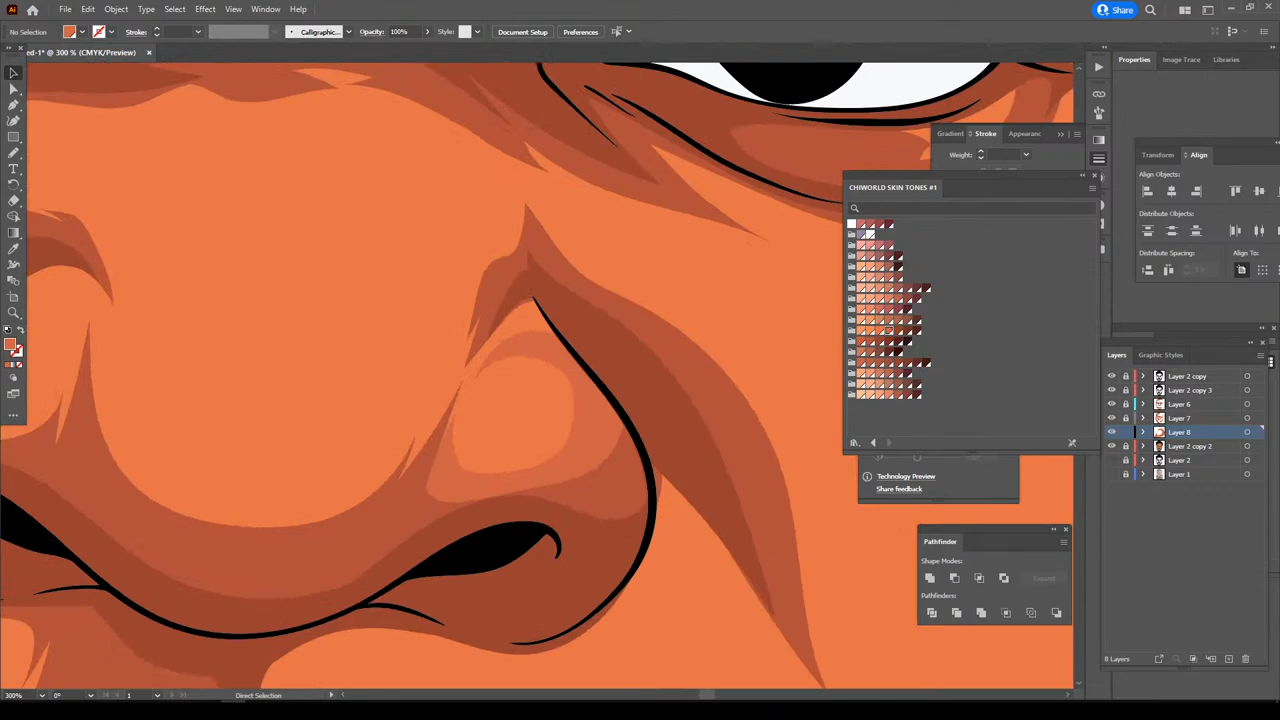 Ai File Edit Object Type Select Effect View Window Help Share
No Selection Stroke: Calligraphic... Opacity: 100% Style: Document Setup Preferences
ed-1* @ 300 % (CMYK/Preview) ×
Properties Image Trace Libraries
Gradient Stroke Appearanc
Weight:
Transform Align
Align Objects:
CHIWORLD SKIN TONES #1
Distribute Objects:
Distribute Spacing: Align To:
Layers Graphic Styles
Layer 2 copy
Layer 2 copy 3
Layer 6
Layer 7
Layer 8
Layer 2 copy 2
Layer 2
Layer 1
Technology Preview
Share feedback
Pathfinder
Shape Modes:
Expand
Pathfinders:
8 Layers
300% 0° 1 Direct Selection